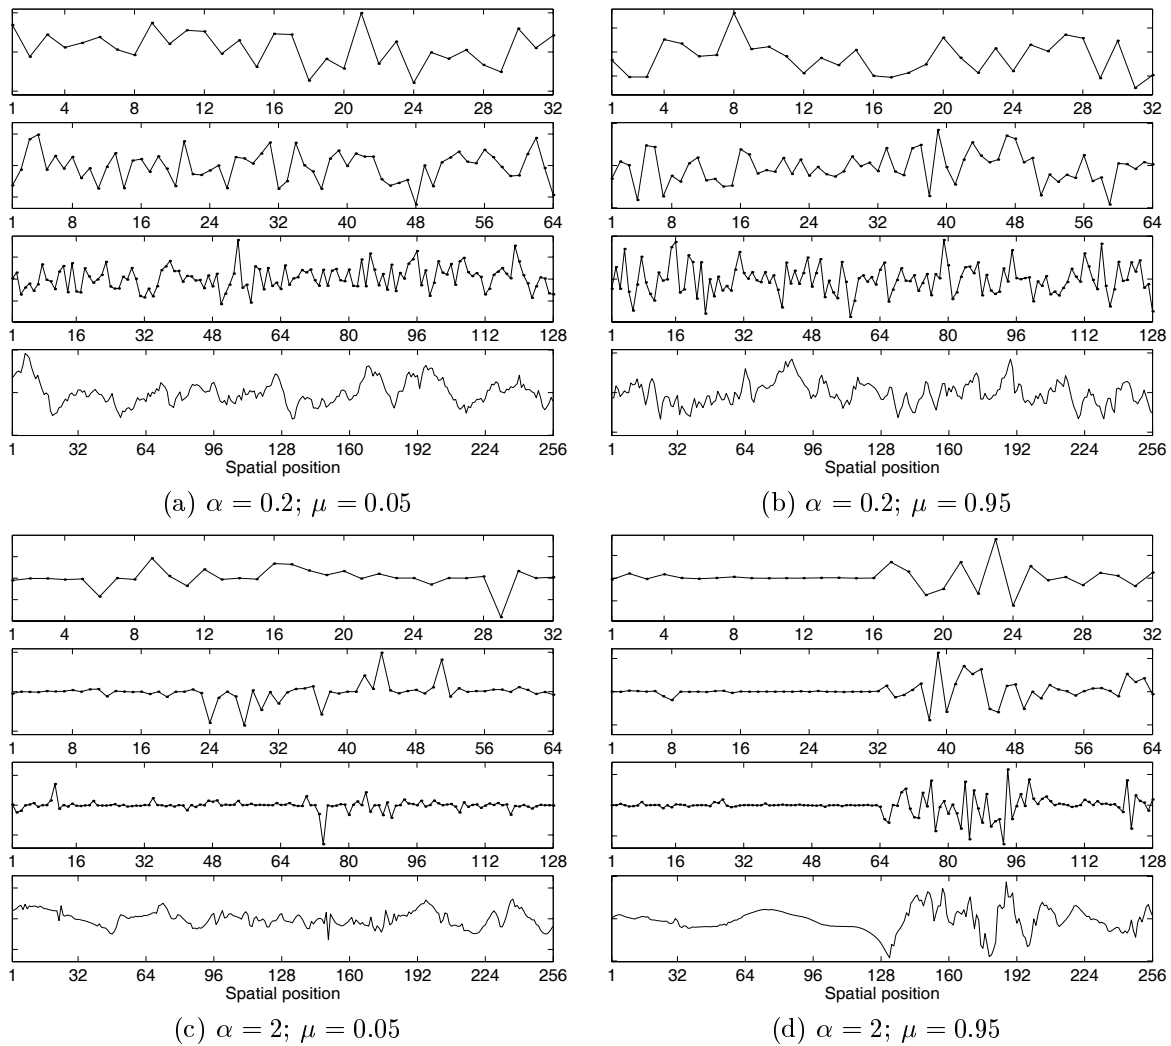 1 4 8 12 16 20 24 28 32
1 8 16 24 32 40 48 56 64
1 16 32 48 64 80 96 112 128
1 32 64 96 128 160 192 224 256
Spatial position
(a) α = 0.2; μ = 0.05
1 4 8 12 16 20 24 28 32
1 8 16 24 32 40 48 56 64
1 16 32 48 64 80 96 112 128
1 32 64 96 128 160 192 224 256
Spatial position
(b) α = 0.2; μ = 0.95
1 4 8 12 16 20 24 28 32
1 8 16 24 32 40 48 56 64
1 16 32 48 64 80 96 112 128
1 32 64 96 128 160 192 224 256
Spatial position
(c) α = 2; μ = 0.05
1 4 8 12 16 20 24 28 32
1 8 16 24 32 40 48 56 64
1 16 32 48 64 80 96 112 128
1 32 64 96 128 160 192 224 256
Spatial position
(d) α = 2; μ = 0.95